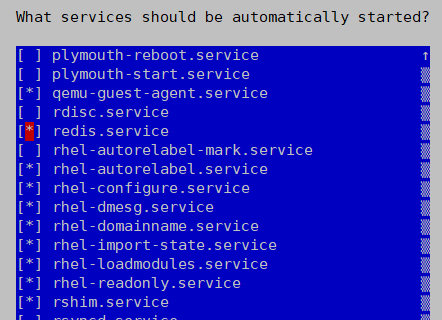 What services should be automatically started?
[ ] plymouth-reboot.service ↑
[ ] plymouth-start.service
[*] qemu-guest-agent.service
[ ] rdisc.service
[*] redis.service
[ ] rhel-autorelabel-mark.service
[*] rhel-autorelabel.service
[*] rhel-configure.service
[*] rhel-dmesg.service
[*] rhel-domainname.service
[*] rhel-import-state.service
[*] rhel-loadmodules.service
[*] rhel-readonly.service
[*] rshim.service
[ ] rsyncd.service